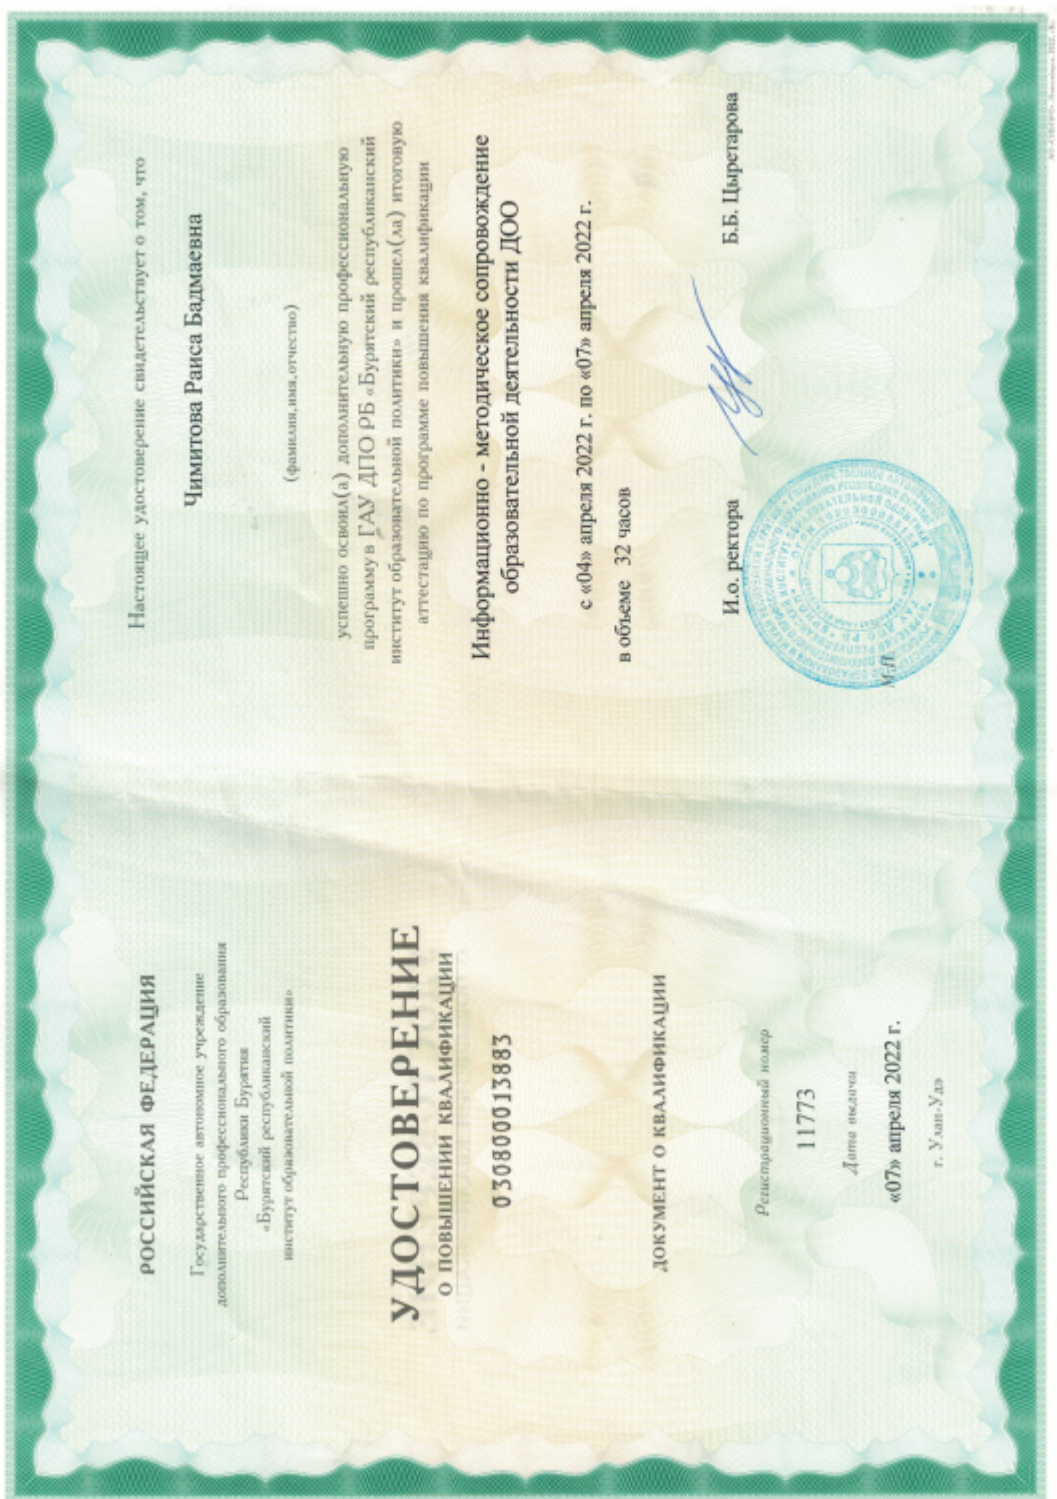 РОССИЙСКАЯ ФЕДЕРАЦИЯ
Государственное автономное учреждение
дополнительного профессионального образования
Республики Бурятия
«Бурятский республиканский
институт образовательной политики»
УДОСТОВЕРЕНИЕ
О ПОВЫШЕНИИ КВАЛИФИКАЦИИ
030800013883
ДОКУМЕНТ О КВАЛИФИКАЦИИ
Регистрационный номер
11773
Дата выдачи
«07» апреля 2022 г.
г. Улан-Удэ
Настоящее удостоверение свидетельствует о том, что
Чимитова Раиса Бадмаевна
(фамилия,имя,отчество)
успешно освоил(а) дополнительную профессиональную
программу в ГАУ ДПО РБ «Бурятский республиканский
институт образовательной политики» и прошел(ла) итоговую
аттестацию по программе повышения квалификации
Информационно - методическое сопровождение
образовательной деятельности ДОО
с «04» апреля 2022 г. по «07» апреля 2022 г.
в объеме 32 часов
И.о. ректора Б.Б. Цыретарова
М.П.